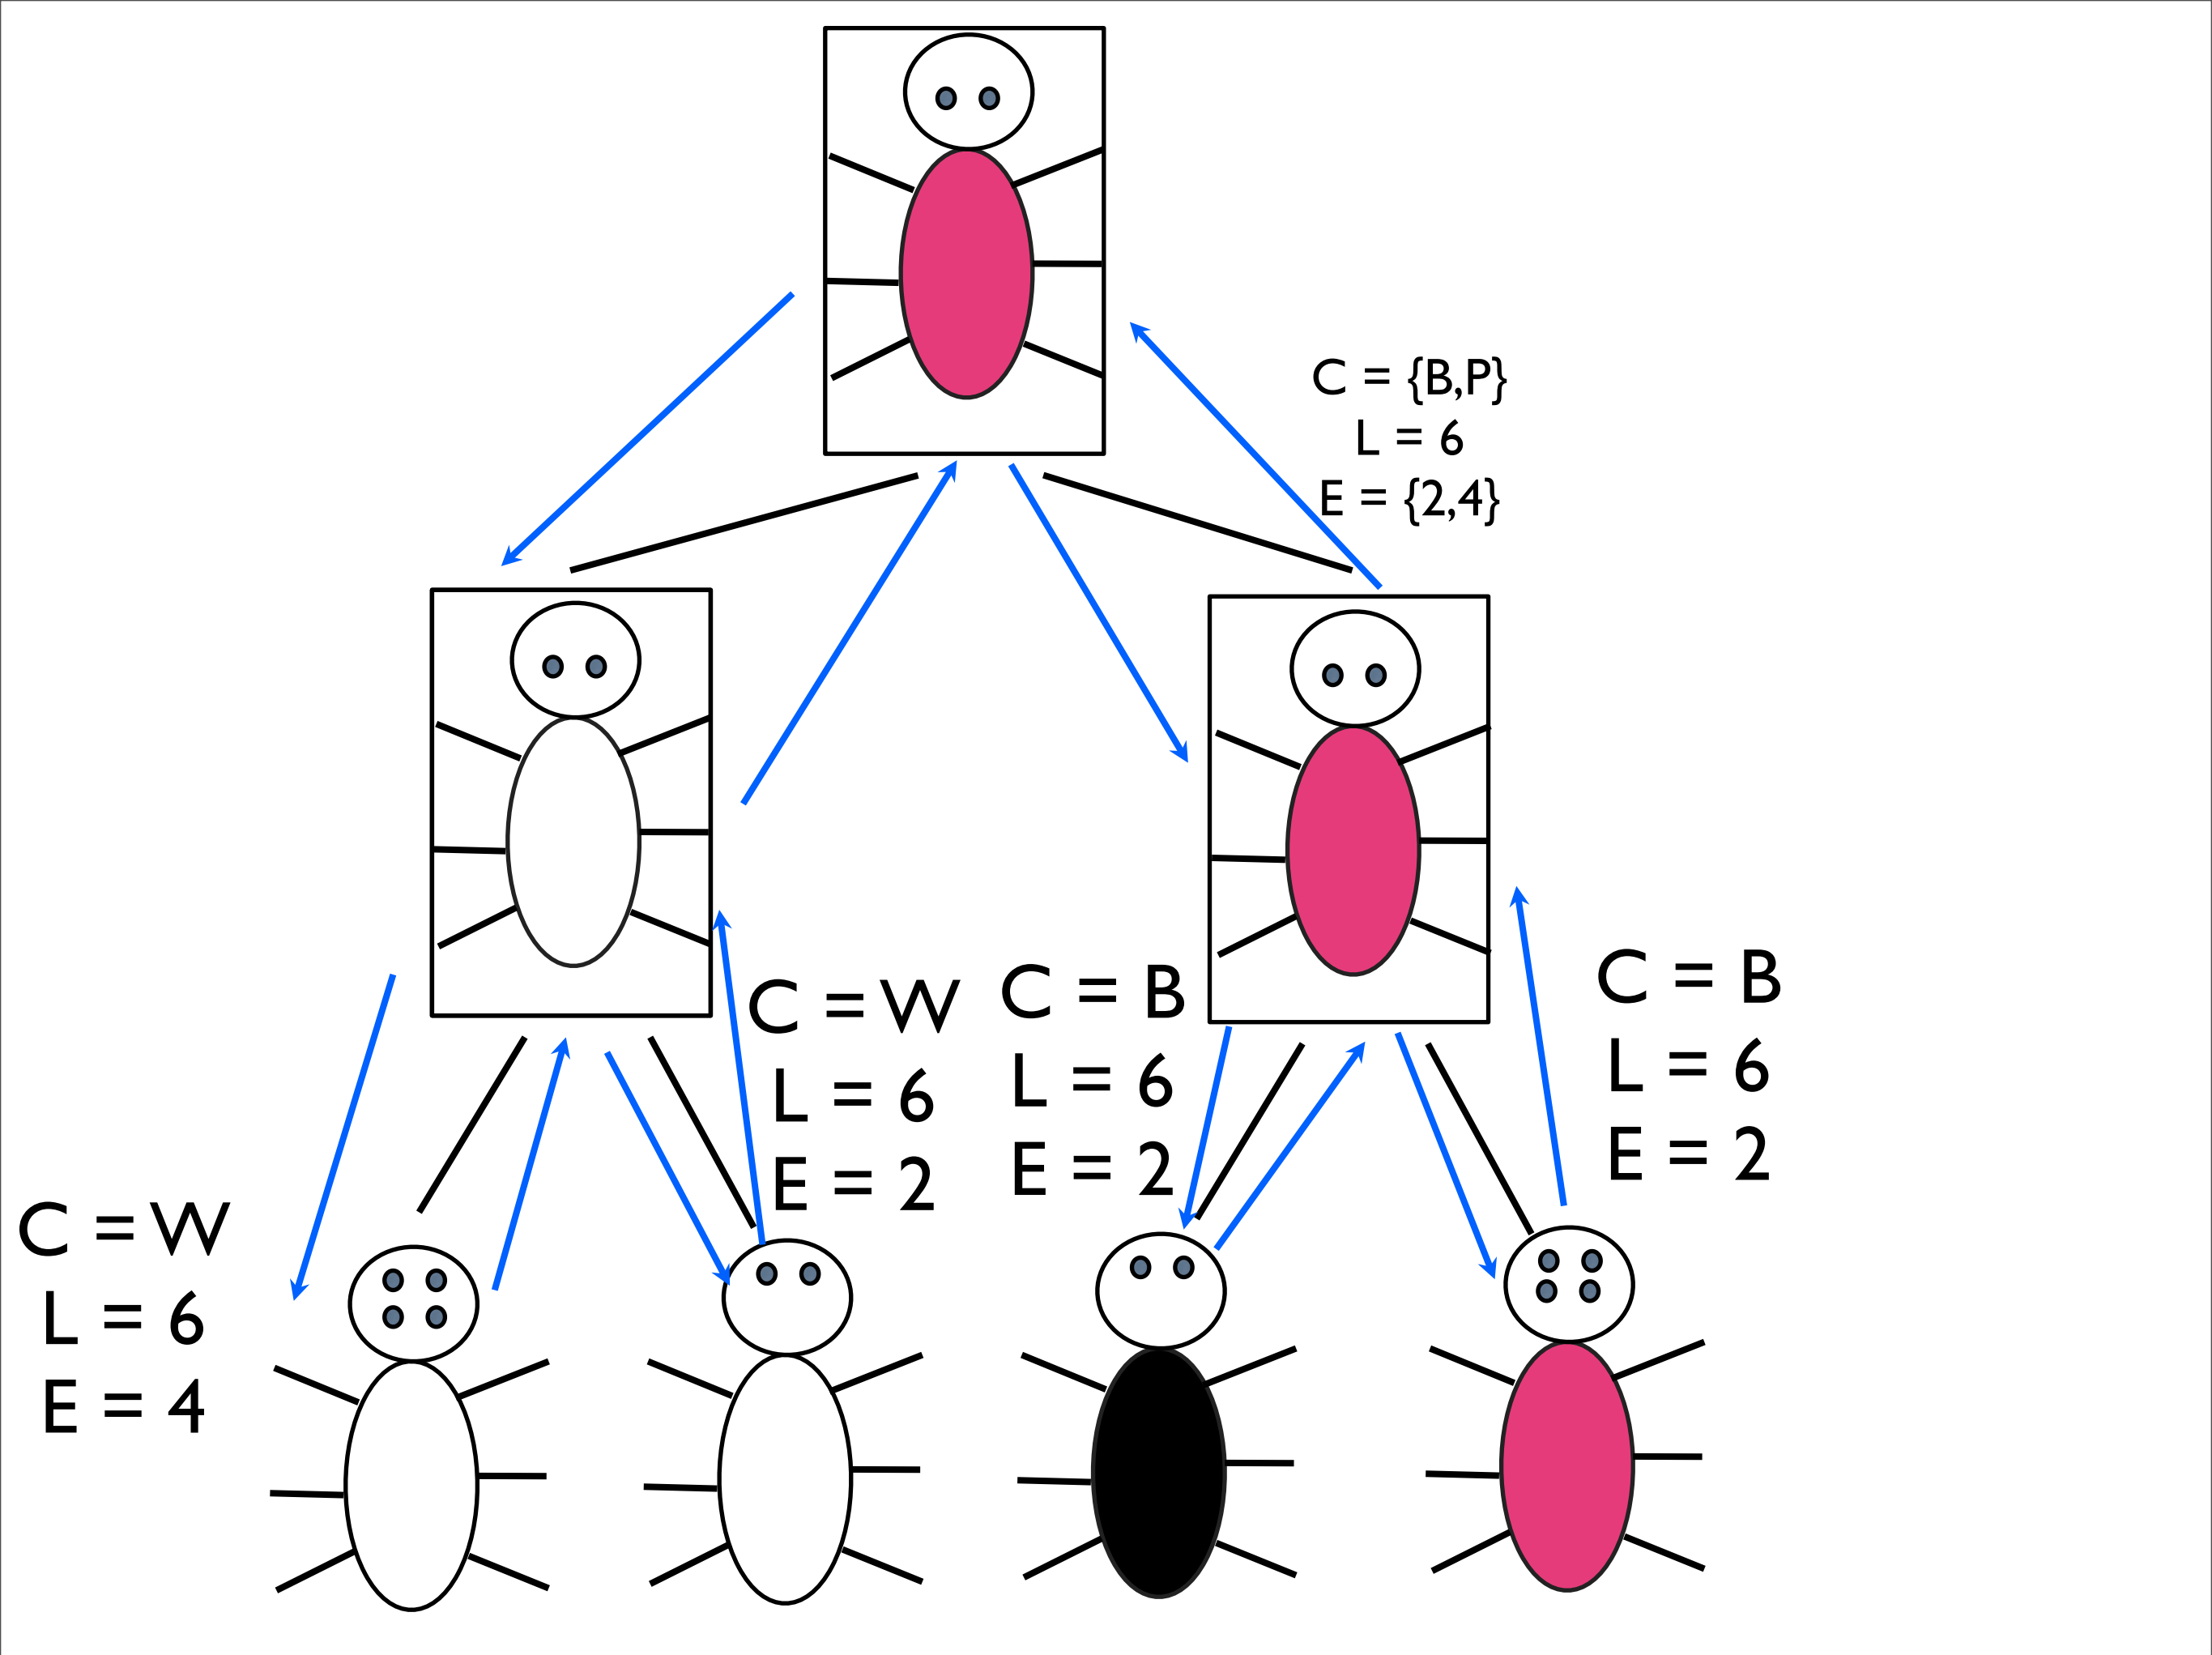 C = {B,P}
L = 6
E = {2,4}
C = W
L = 6
E = 4
C = W
L = 6
E = 2
C = B
L = 6
E = 2
C = B
L = 6
E = 2